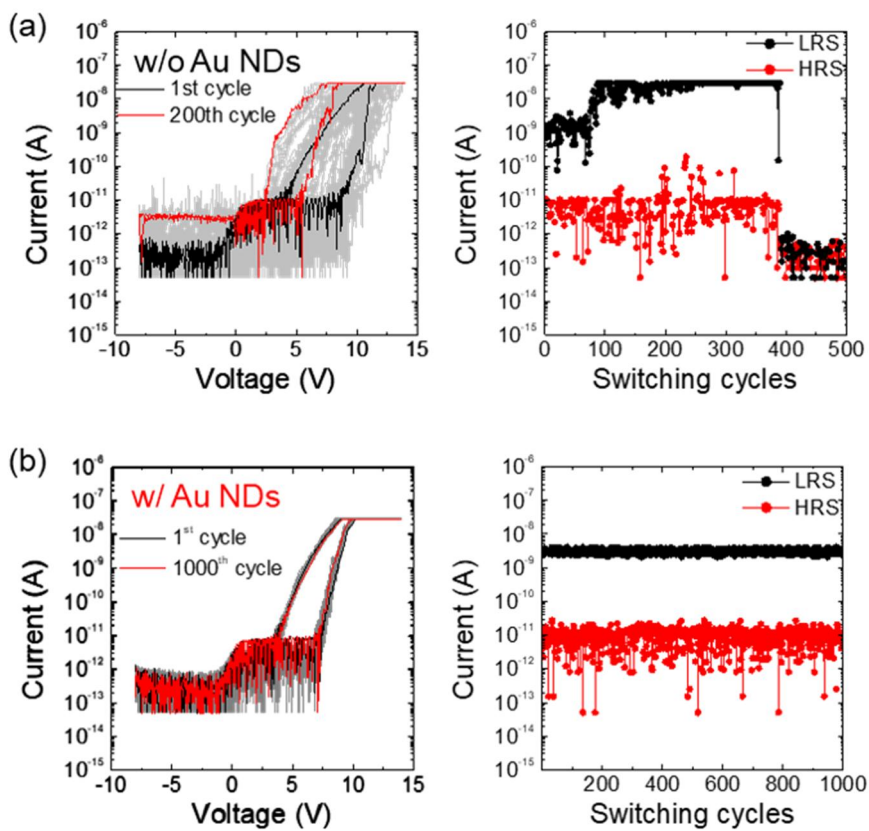 (a)
w/o Au NDs
1st cycle
200th cycle
10⁻⁶
10⁻⁷
10⁻⁸
10⁻⁹
10⁻¹⁰
10⁻¹¹
10⁻¹²
10⁻¹³
10⁻¹⁴
10⁻¹⁵
Current (A)
−10 −5 0 5 10 15
Voltage (V)
LRS
HRS
10⁻⁶
10⁻⁷
10⁻⁸
10⁻⁹
10⁻¹⁰
10⁻¹¹
10⁻¹²
10⁻¹³
10⁻¹⁴
10⁻¹⁵
Current (A)
0 100 200 300 400 500
Switching cycles
(b)
w/ Au NDs
1ˢᵗ cycle
1000ᵗʰ cycle
10⁻⁶
10⁻⁷
10⁻⁸
10⁻⁹
10⁻¹⁰
10⁻¹¹
10⁻¹²
10⁻¹³
10⁻¹⁴
10⁻¹⁵
Current (A)
−10 −5 0 5 10 15
Voltage (V)
LRS
HRS
10⁻⁶
10⁻⁷
10⁻⁸
10⁻⁹
10⁻¹⁰
10⁻¹¹
10⁻¹²
10⁻¹³
10⁻¹⁴
10⁻¹⁵
Current (A)
200 400 600 800 1000
Switching cycles